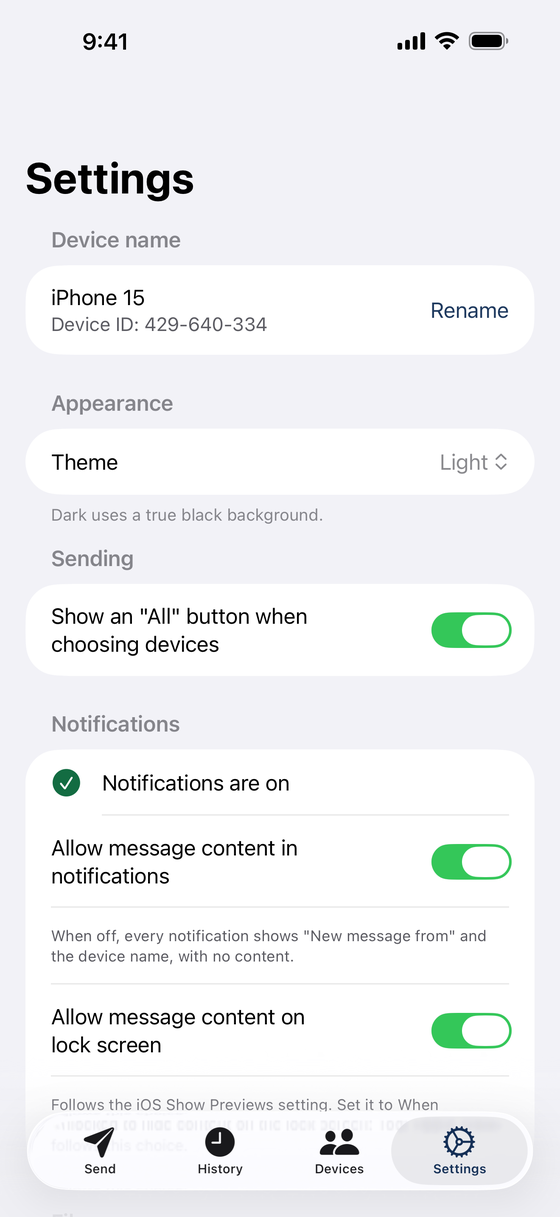 9:41
Settings
Device name
iPhone 15
Device ID: 429-640-334
Rename
Appearance
Theme
Light
Dark uses a true black background.
Sending
Show an "All" button when
choosing devices
Notifications
Notifications are on
Allow message content in
notifications
When off, every notification shows "New message from" and
the device name, with no content.
Allow message content on
lock screen
Follows the iOS Show Previews setting. Set it to When
this choice.
Send
History
Devices
Settings